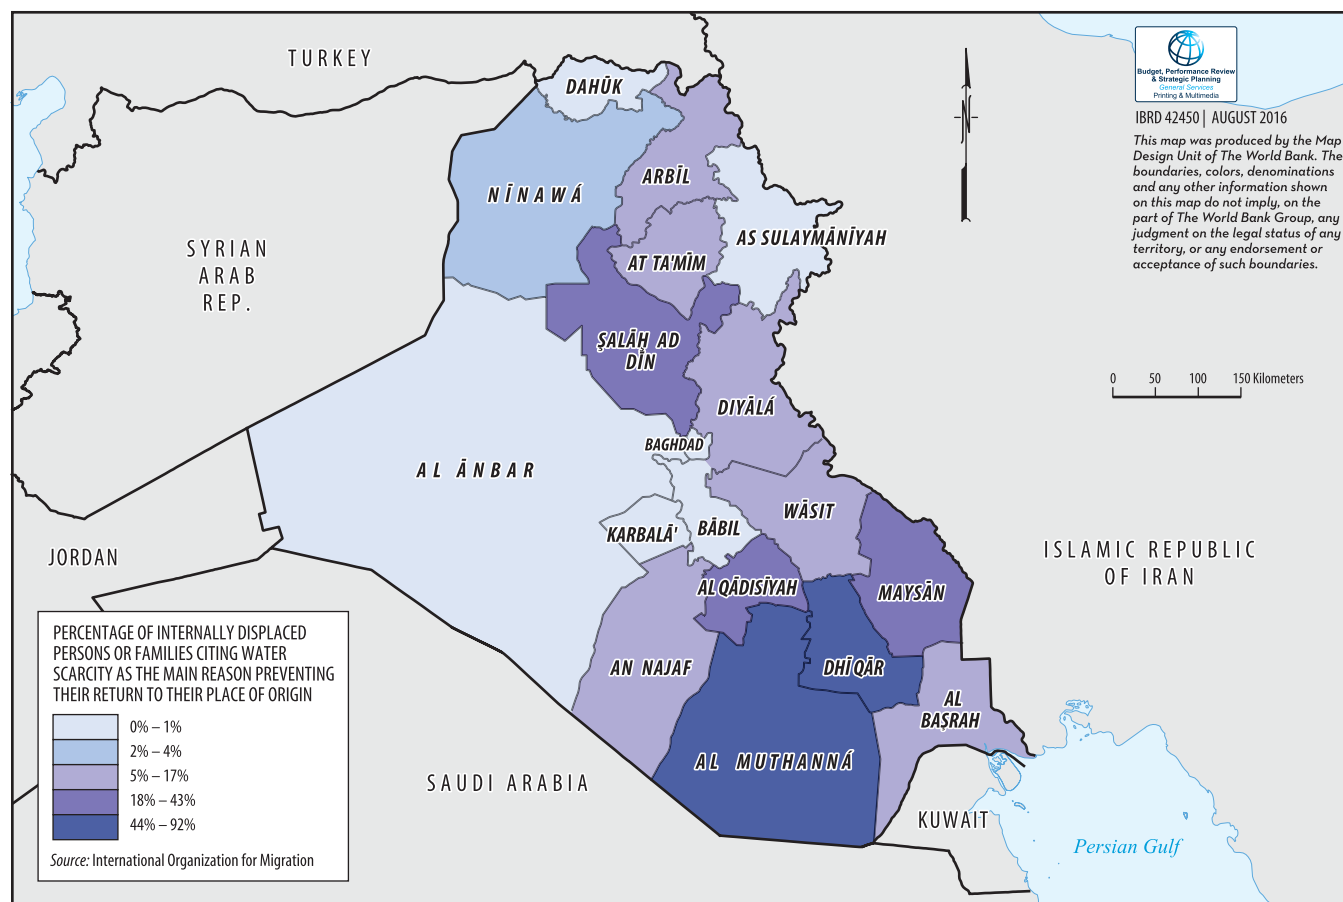 TURKEY
DAHŪK
NĪNAWÁ
ARBĪL
AS SULAYMĀNĪYAH
AT TA'MĪM
SYRIAN
ARAB
REP.
ŞALĀḤ AD
DĪN
DIYĀLÁ
BAGHDAD
AL ĀNBAR
WĀSIT
BĀBIL
KARBALĀ'
JORDAN
AL QĀDISĪYAH
MAYSĀN
AN NAJAF
DHĪ QĀR
AL
BAṢRAH
AL MUTHANNÁ
SAUDI ARABIA
KUWAIT
Persian Gulf
ISLAMIC REPUBLIC
OF IRAN
N
Budget, Performance Review
& Strategic Planning
General Services
Printing & Multimedia
IBRD 42450 | AUGUST 2016
This map was produced by the Map
Design Unit of The World Bank. The
boundaries, colors, denominations
and any other information shown
on this map do not imply, on the
part of The World Bank Group, any
judgment on the legal status of any
territory, or any endorsement or
acceptance of such boundaries.
0 50 100 150 Kilometers
PERCENTAGE OF INTERNALLY DISPLACED
PERSONS OR FAMILIES CITING WATER
SCARCITY AS THE MAIN REASON PREVENTING
THEIR RETURN TO THEIR PLACE OF ORIGIN
0% – 1%
2% – 4%
5% – 17%
18% – 43%
44% – 92%
Source: International Organization for Migration